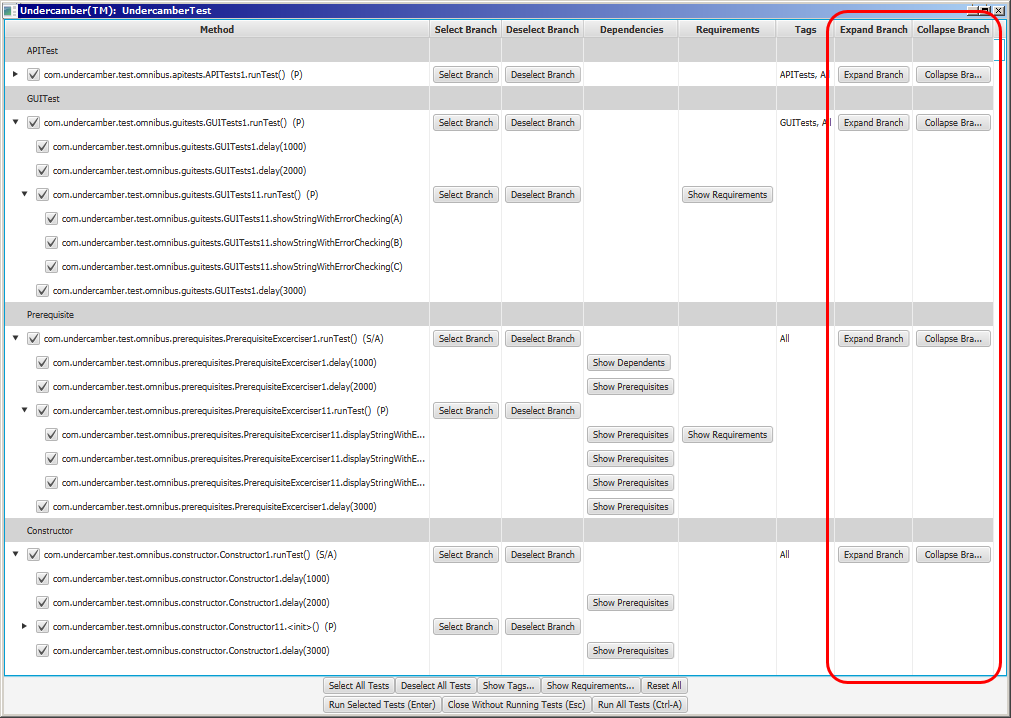 Undercamber(TM): UndercamberTest
Method Select Branch Deselect Branch Dependencies Requirements Tags Expand Branch Collapse Branch
APITest
com.undercamber.test.omnibus.apitests.APITests1.runTest() (P) Select Branch Deselect Branch APITests, Expand Branch Collapse Bra...
GUITest
com.undercamber.test.omnibus.guitests.GUITests1.runTest() (P) Select Branch Deselect Branch GUITests, Expand Branch Collapse Bra...
com.undercamber.test.omnibus.guitests.GUITests1.delay(1000)
com.undercamber.test.omnibus.guitests.GUITests1.delay(2000)
com.undercamber.test.omnibus.guitests.GUITests11.runTest() (P) Select Branch Deselect Branch Show Requirements
com.undercamber.test.omnibus.guitests.GUITests11.showStringWithErrorChecking(A)
com.undercamber.test.omnibus.guitests.GUITests11.showStringWithErrorChecking(B)
com.undercamber.test.omnibus.guitests.GUITests11.showStringWithErrorChecking(C)
com.undercamber.test.omnibus.guitests.GUITests1.delay(3000)
Prerequisite
com.undercamber.test.omnibus.prerequisites.PrerequisiteExcerciser1.runTest() (S/A) Select Branch Deselect Branch All Expand Branch Collapse Bra...
com.undercamber.test.omnibus.prerequisites.PrerequisiteExcerciser1.delay(1000) Show Dependents
com.undercamber.test.omnibus.prerequisites.PrerequisiteExcerciser1.delay(2000) Show Prerequisites
com.undercamber.test.omnibus.prerequisites.PrerequisiteExcerciser11.runTest() (P) Select Branch Deselect Branch
com.undercamber.test.omnibus.prerequisites.PrerequisiteExcerciser11.displayStringWithE... Show Prerequisites Show Requirements
com.undercamber.test.omnibus.prerequisites.PrerequisiteExcerciser11.displayStringWithE... Show Prerequisites
com.undercamber.test.omnibus.prerequisites.PrerequisiteExcerciser11.displayStringWithE... Show Prerequisites
com.undercamber.test.omnibus.prerequisites.PrerequisiteExcerciser1.delay(3000) Show Prerequisites
Constructor
com.undercamber.test.omnibus.constructor.Constructor1.runTest() (S/A) Select Branch Deselect Branch All Expand Branch Collapse Bra...
com.undercamber.test.omnibus.constructor.Constructor1.delay(1000)
com.undercamber.test.omnibus.constructor.Constructor1.delay(2000) Show Prerequisites
com.undercamber.test.omnibus.constructor.Constructor11.<init>() (P) Select Branch Deselect Branch
com.undercamber.test.omnibus.constructor.Constructor1.delay(3000) Show Prerequisites
Select All Tests Deselect All Tests Show Tags... Show Requirements... Reset All
Run Selected Tests (Enter) Close Without Running Tests (Esc) Run All Tests (Ctrl-A)